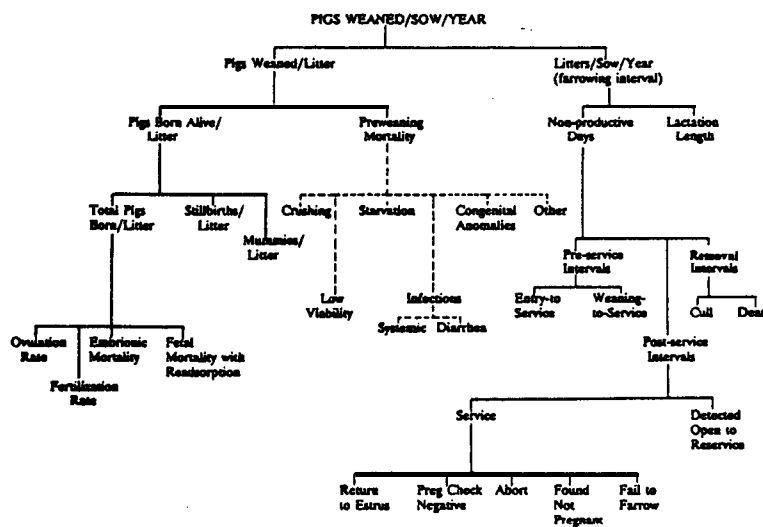 PIGS WEANED/SOW/YEAR
Pigs Weaned/Litter
Litters/Sow/Year
(farrowing interval)
Pigs Born Alive/
Litter
Preweaning
Mortality
Non-productive
Days
Lactation
Length
Total Pigs
Born/Litter
Stillbirths/
Litter
Mummies/
Litter
Crushing
Starvation
Congenital
Anomalies
Other
Low
Viability
Infections
Systemic
Diarrhea
Pre-service
Intervals
Removal
Intervals
Entry-to
Service
Weaning-
to-Service
Cull
Dead
Post-service
Intervals
Ovulation
Rate
Embrionic
Mortality
Fetal
Mortality with
Readsorption
Fertilization
Rate
Service
Detected
Open to
Reservice
Return
to Estrus
Preg Check
Negative
Abort
Found
Not
Pregnant
Fail to
Farrow